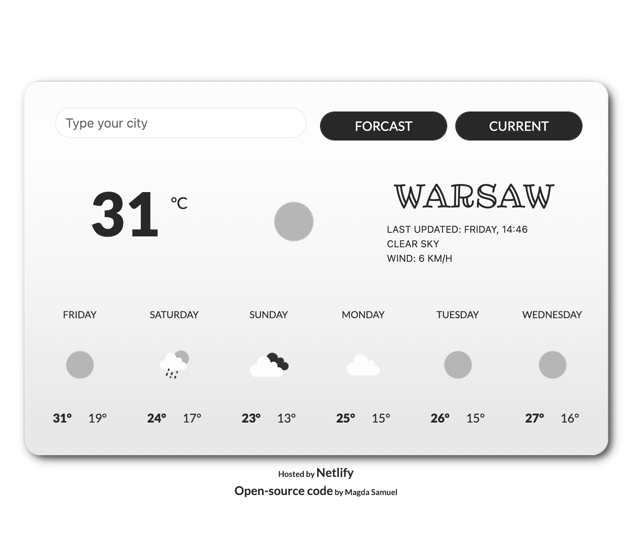 Type your city
FORCAST
CURRENT
31 °C
WARSAW
LAST UPDATED: FRIDAY, 14:46
CLEAR SKY
WIND: 6 KM/H
FRIDAY SATURDAY SUNDAY MONDAY TUESDAY WEDNESDAY
31° 19° 24° 17° 23° 13° 25° 15° 26° 15° 27° 16°
Hosted by Netlify
Open-source code by Magda Samuel